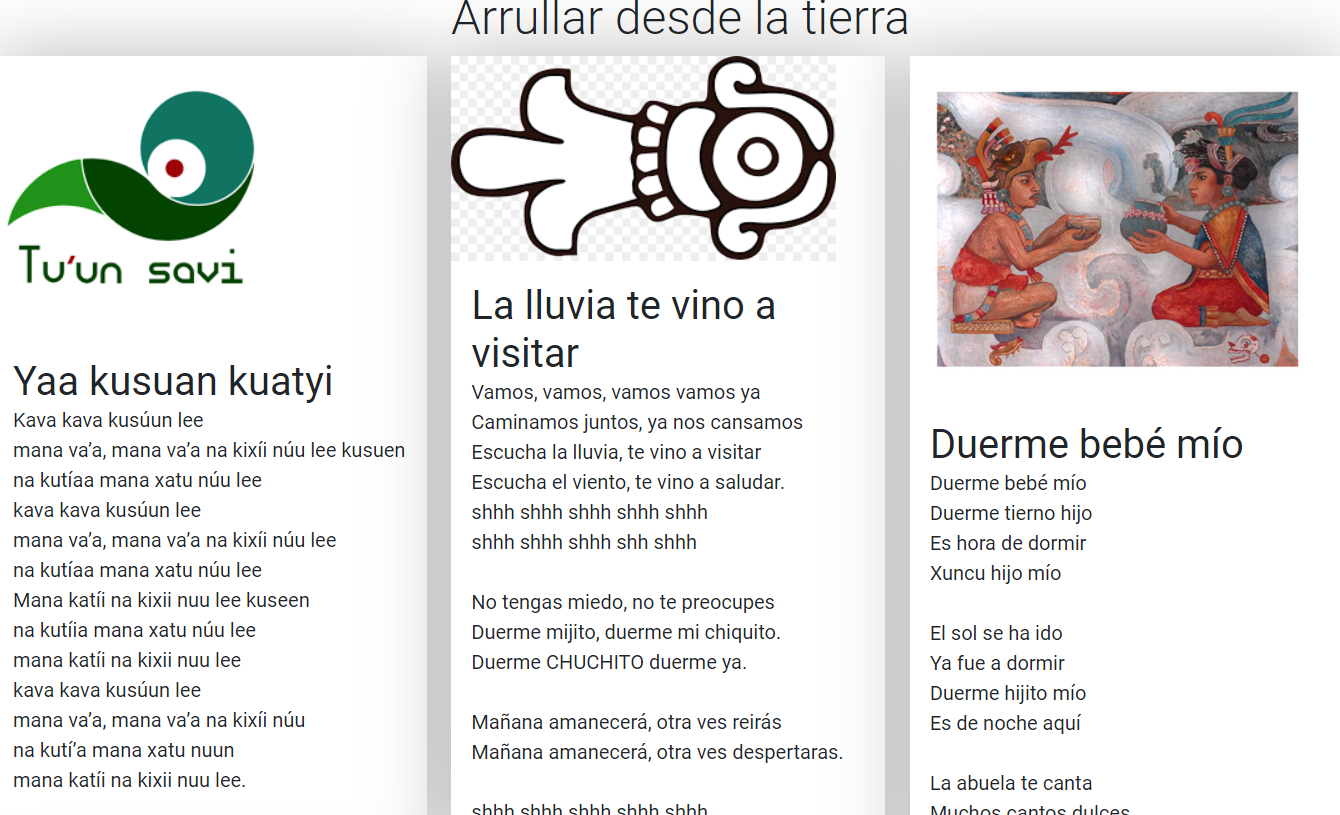 Arrullar desde la tierra
Tu'un savi
Yaa kusuan kuatyi
Kava kava kusúun lee
mana va’a, mana va’a na kixíi núu lee kusuen
na kutíaa mana xatu núu lee
kava kava kusúun lee
mana va’a, mana va’a na kixíi núu lee
na kutíaa mana xatu núu lee
Mana katíi na kixii nuu lee kuseen
na kutíia mana xatu núu lee
mana katíi na kixii nuu lee
kava kava kusúun lee
mana va’a, mana va’a na kixíi núu
na kutí’a mana xatu nuun
mana katíi na kixii nuu lee.
La lluvia te vino a
visitar
Vamos, vamos, vamos vamos ya
Caminamos juntos, ya nos cansamos
Escucha la lluvia, te vino a visitar
Escucha el viento, te vino a saludar.
shhh shhh shhh shhh shhh
shhh shhh shhh shh shhh
No tengas miedo, no te preocupes
Duerme mijito, duerme mi chiquito.
Duerme CHUCHITO duerme ya.
Mañana amanecerá, otra ves reirás
Mañana amanecerá, otra ves despertaras.
shhh shhh shhh shhh shhh
Duerme bebé mío
Duerme bebé mío
Duerme tierno hijo
Es hora de dormir
Xuncu hijo mío
El sol se ha ido
Ya fue a dormir
Duerme hijito mío
Es de noche aquí
La abuela te canta
Muchos cantos dulces